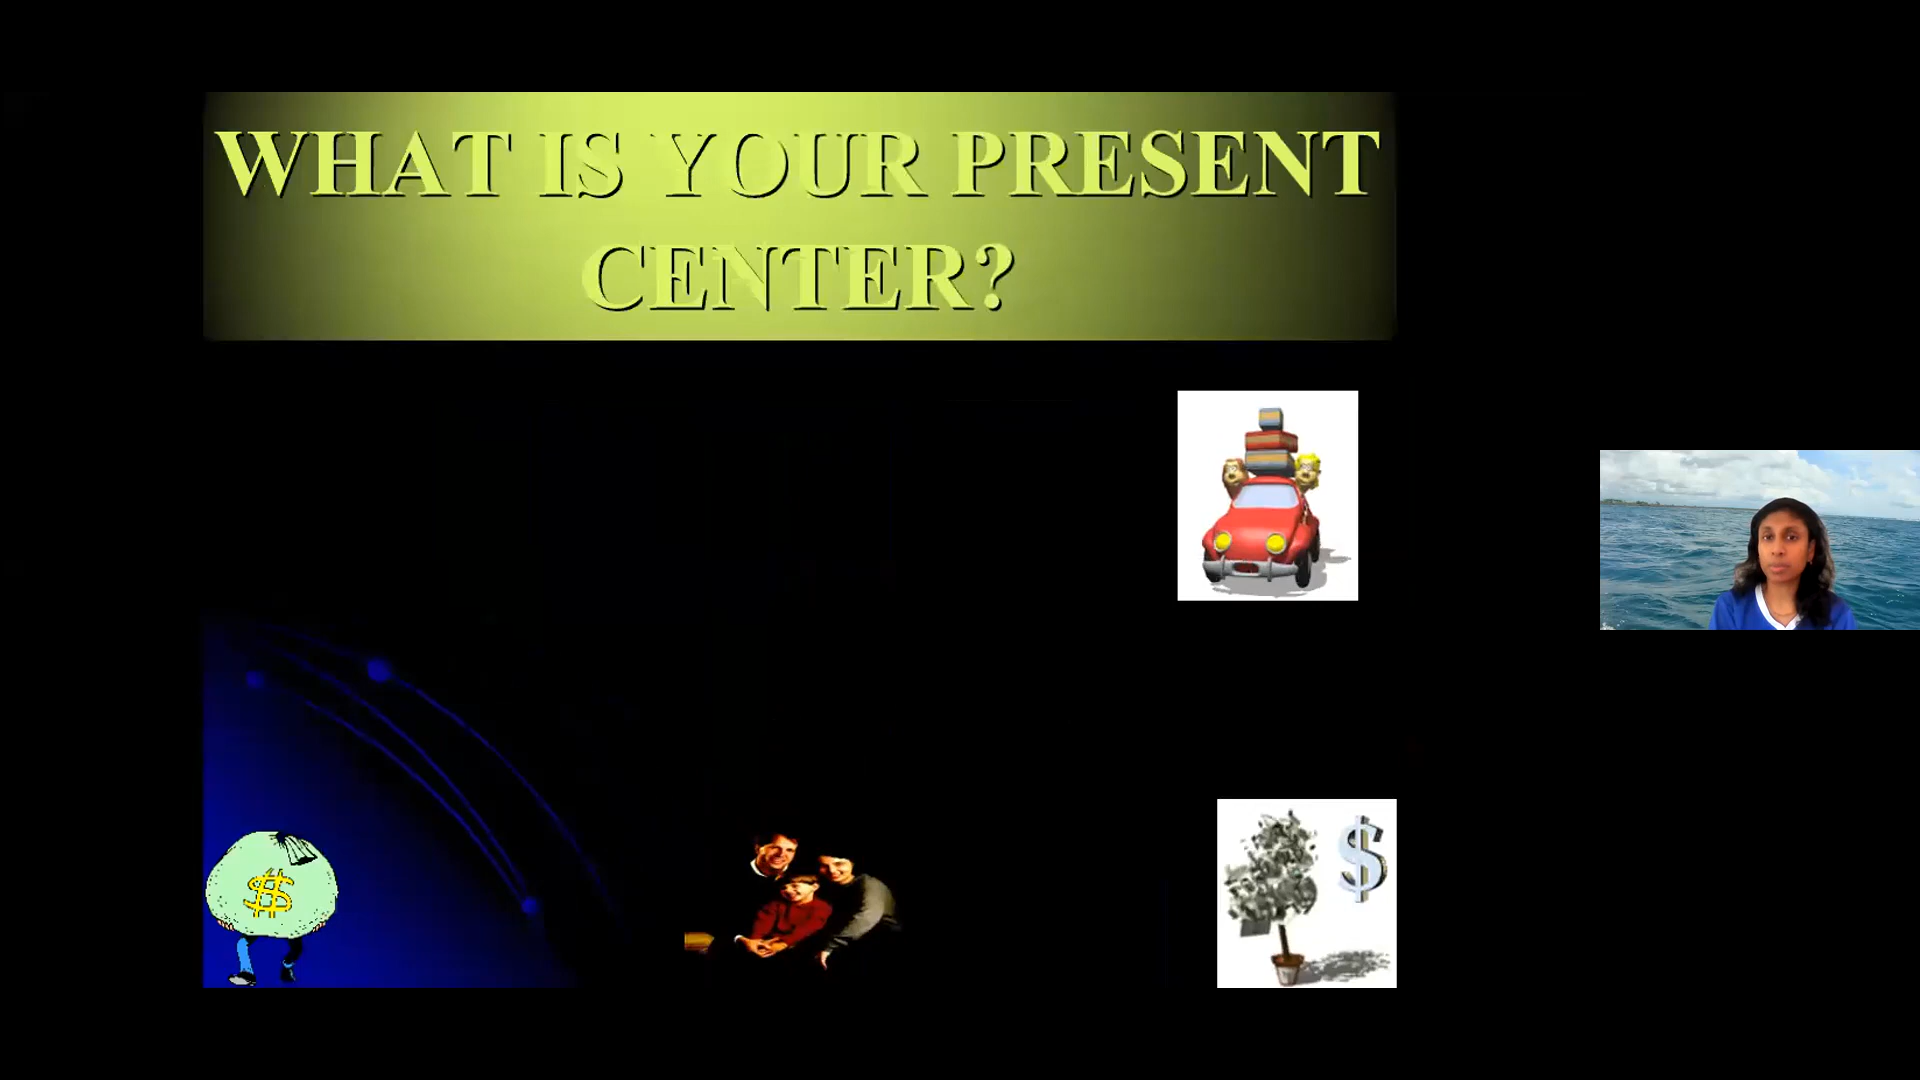 WHAT IS YOUR PRESENT
CENTER?
$
$